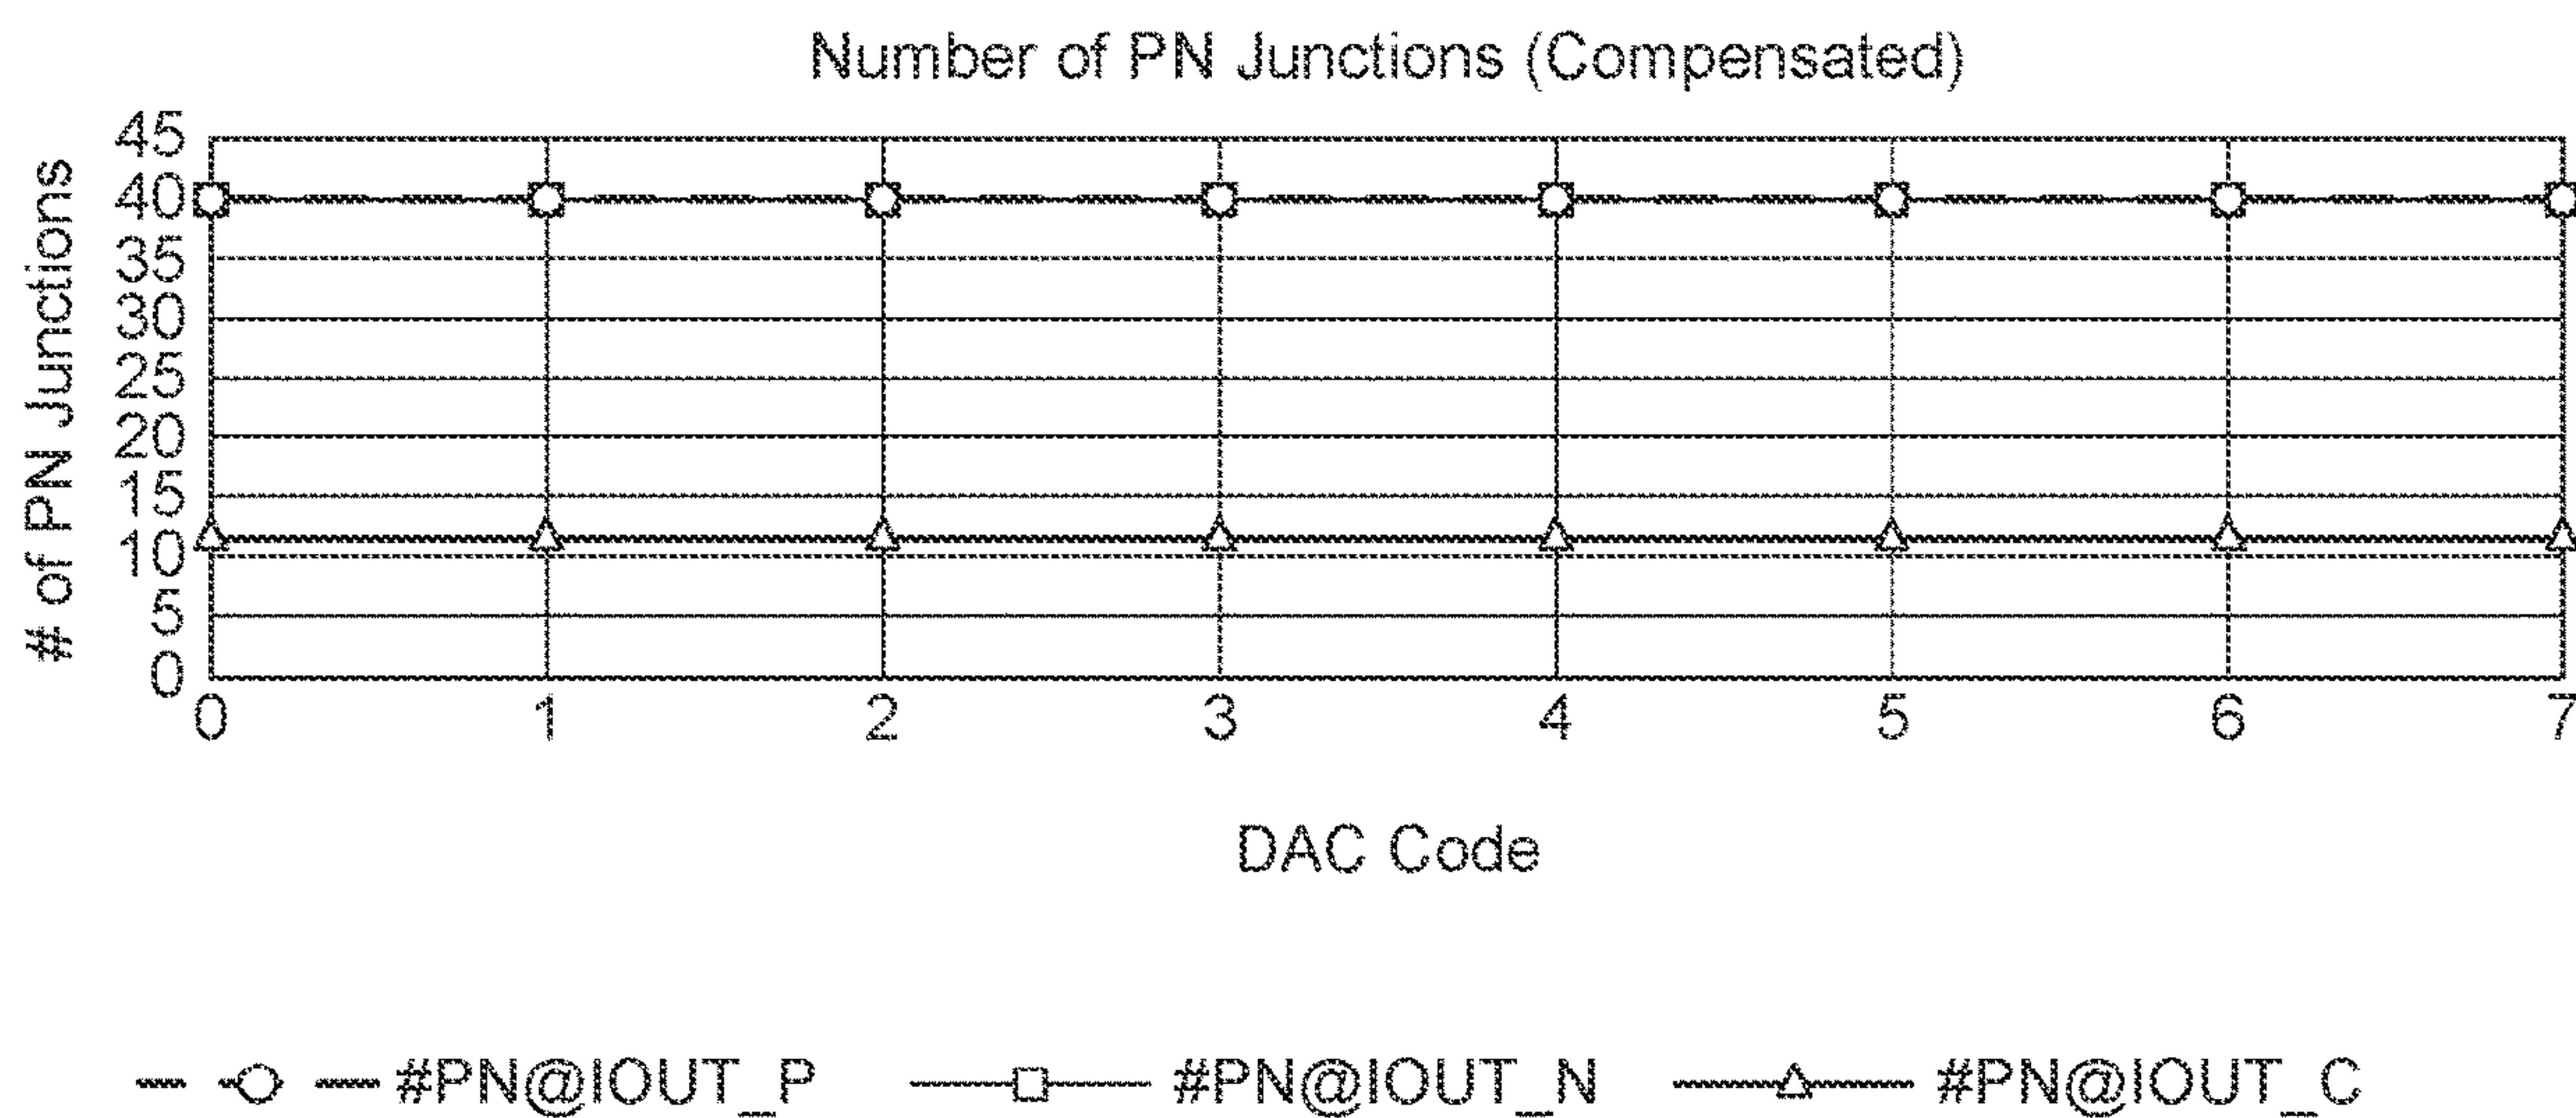 Number of PN Junctions (Compensated)
# of PN Junctions
45
40
35
30
25
20
15
10
5
0
0 1 2 3 4 5 6 7
DAC Code
#PN@IOUT_P #PN@IOUT_N #PN@IOUT_C